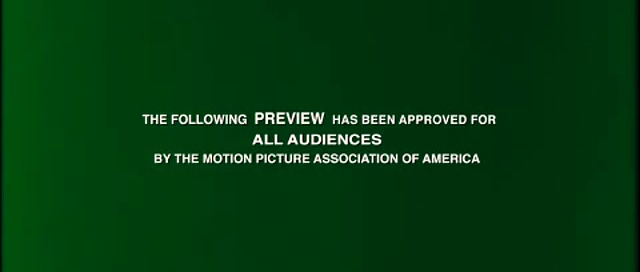 THE FOLLOWING PREVIEW HAS BEEN APPROVED FOR
ALL AUDIENCES
BY THE MOTION PICTURE ASSOCIATION OF AMERICA